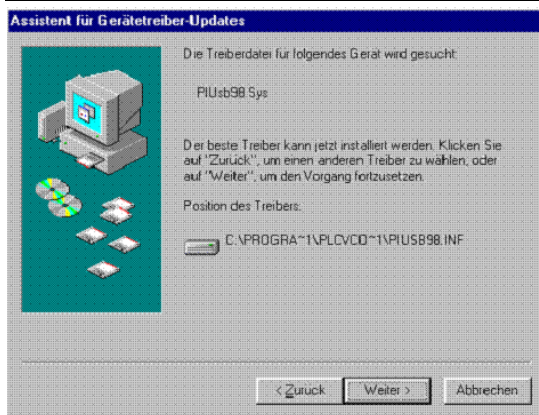 Assistent für Gerätetreiber-Updates
Die Treiberdatei für folgendes Gerät wird gesucht:
PIUsb98.Sys
Der beste Treiber kann jetzt installiert werden. Klicken Sie
auf "Zurück", um einen anderen Treiber zu wählen, oder
auf "Weiter", um den Vorgang fortzusetzen.
Position des Treibers:
C:\PROGRA~1\PLCVCO~1\PIUSB98.INF
< Zurück
Weiter >
Abbrechen